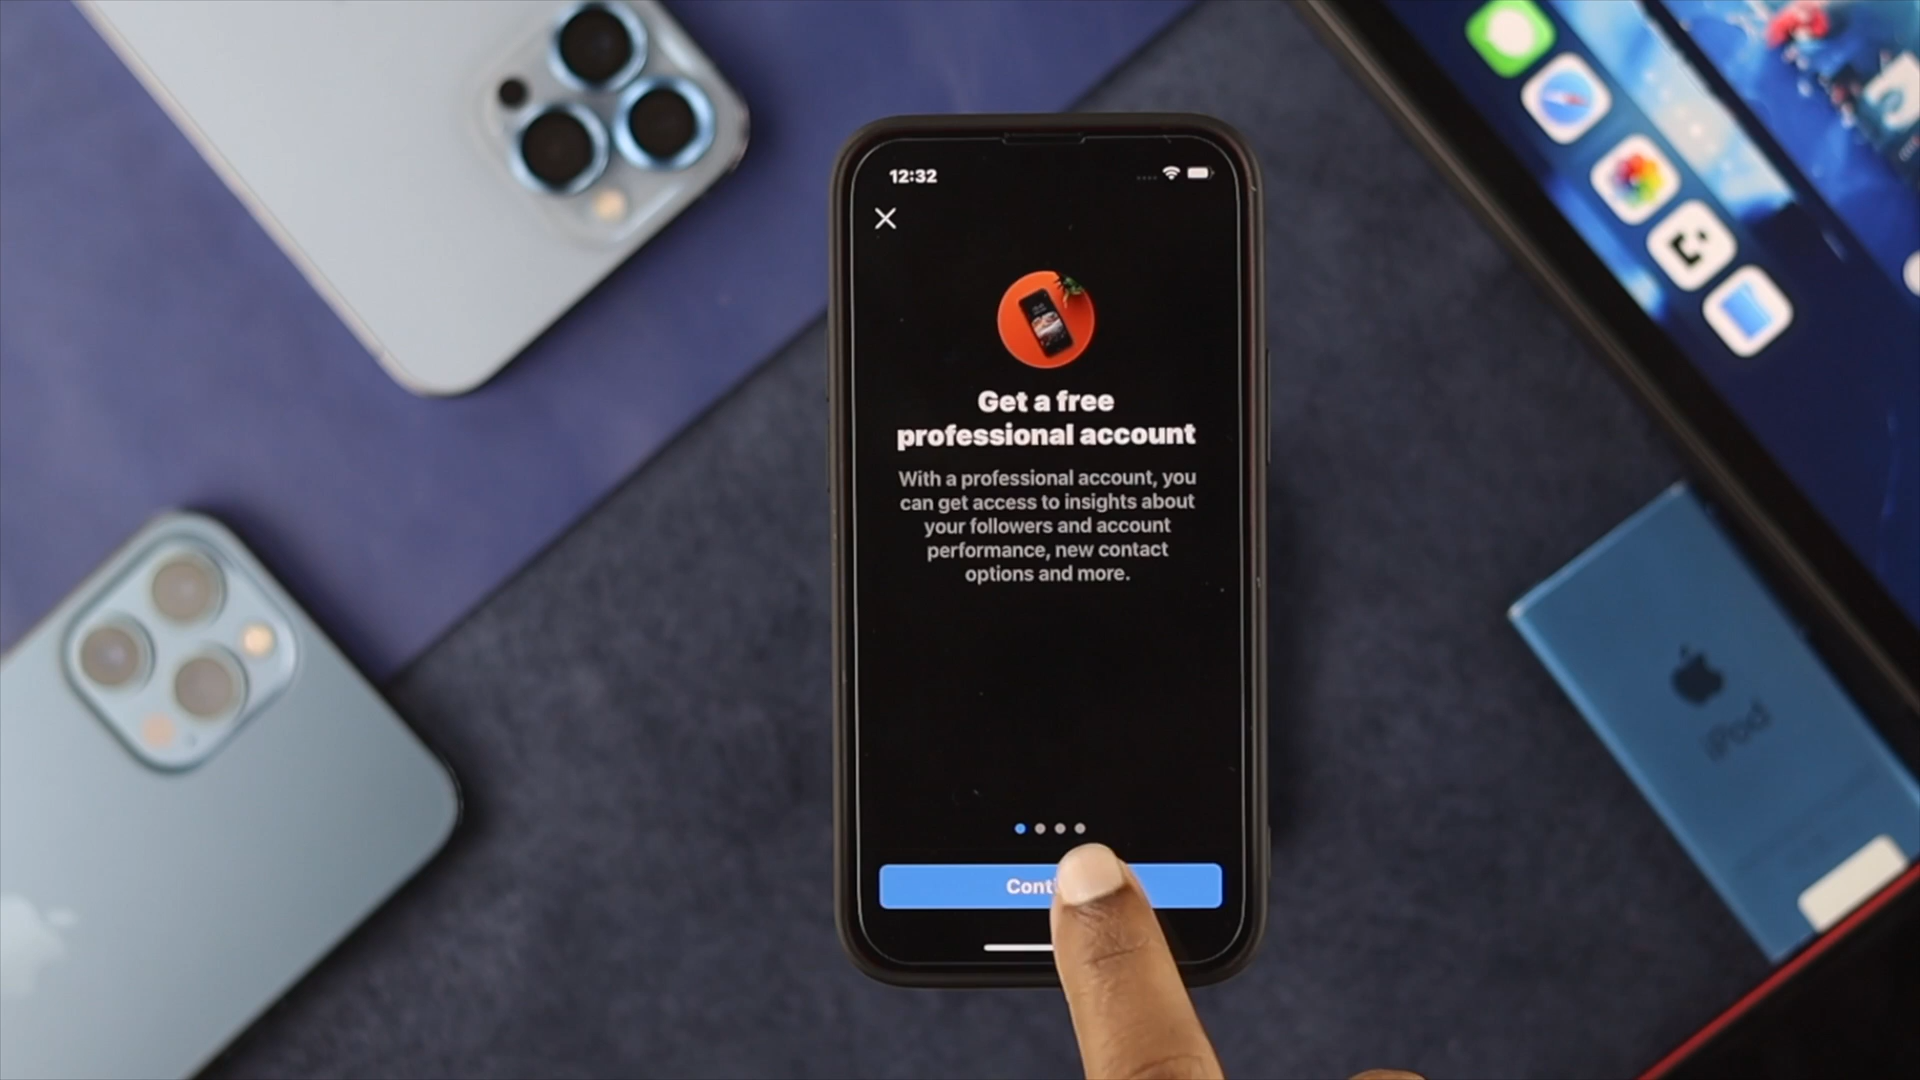 12:32
Get a free
professional account
With a professional account, you
can get access to insights about
your followers and account
performance, new contact
options and more.
iPod